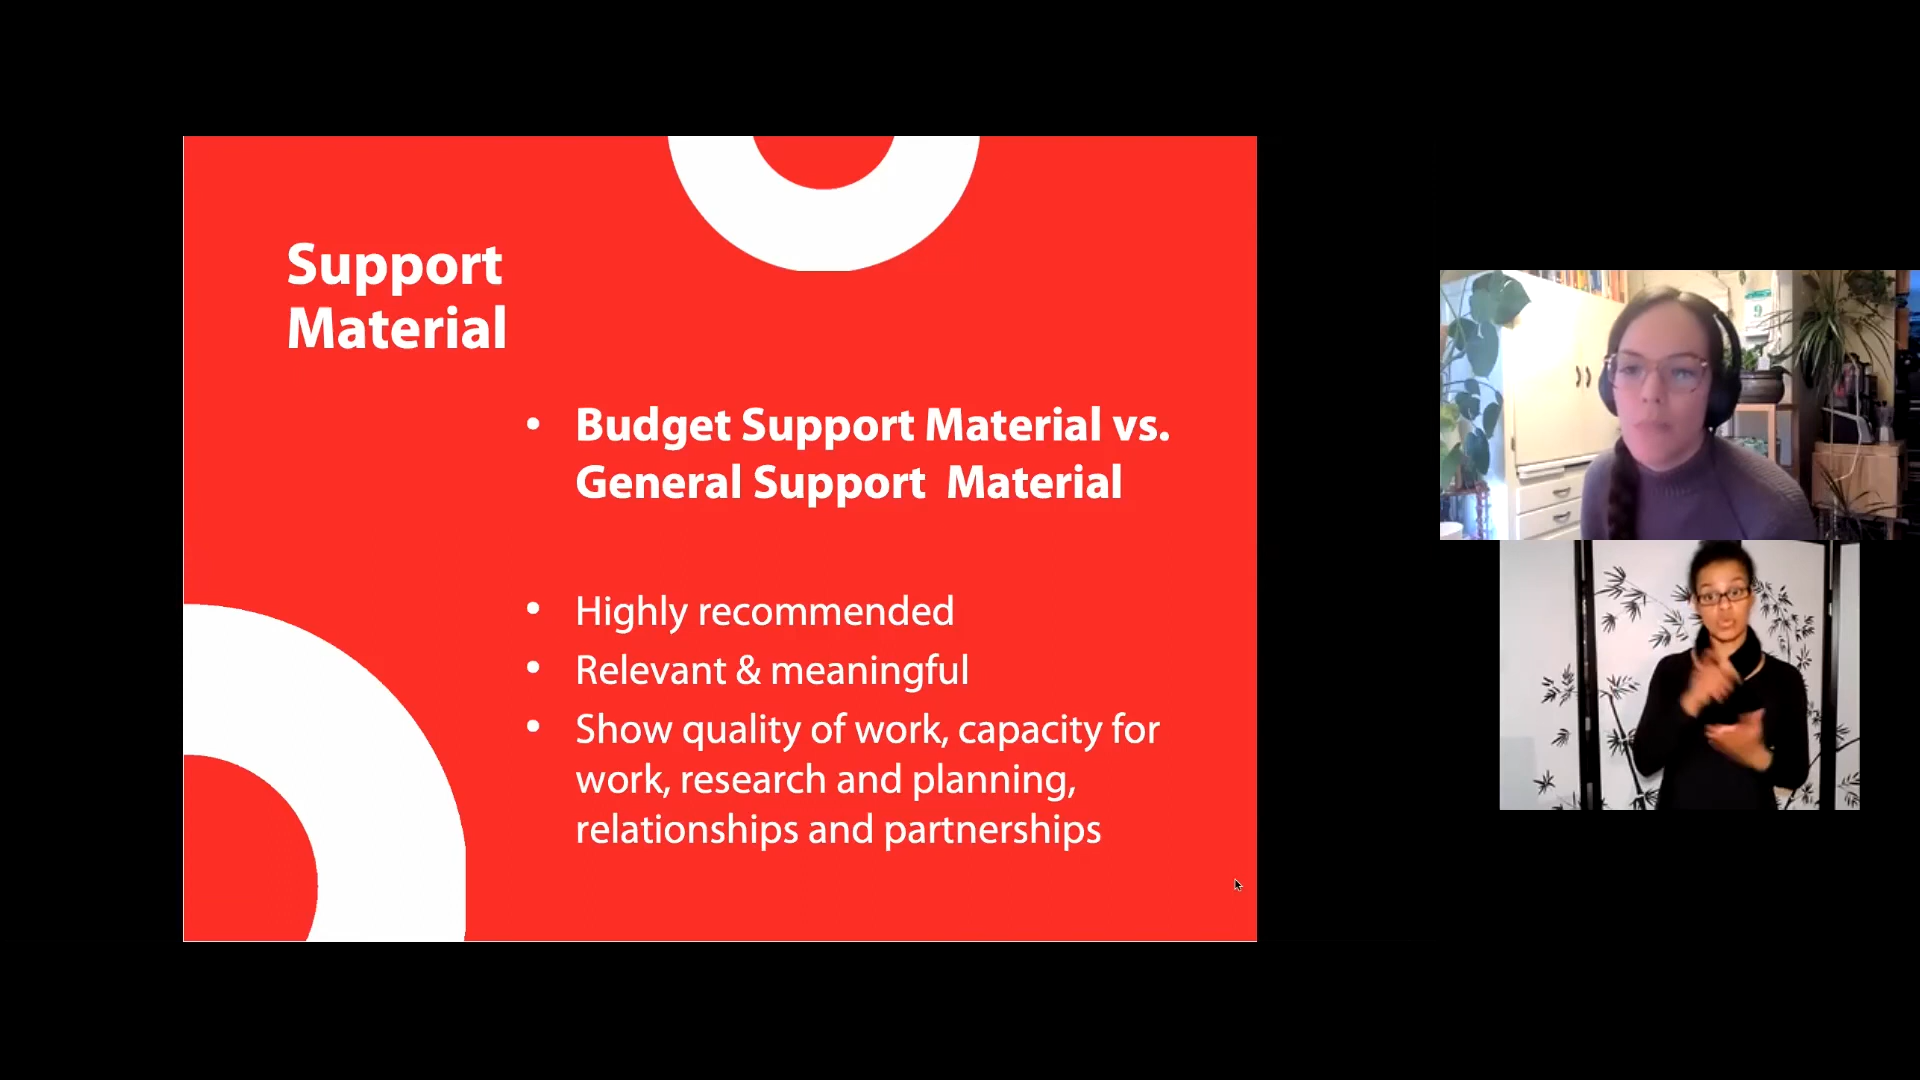 Support
Material
• Budget Support Material vs.
General Support  Material
• Highly recommended
• Relevant & meaningful
• Show quality of work, capacity for
work, research and planning,
relationships and partnerships
9